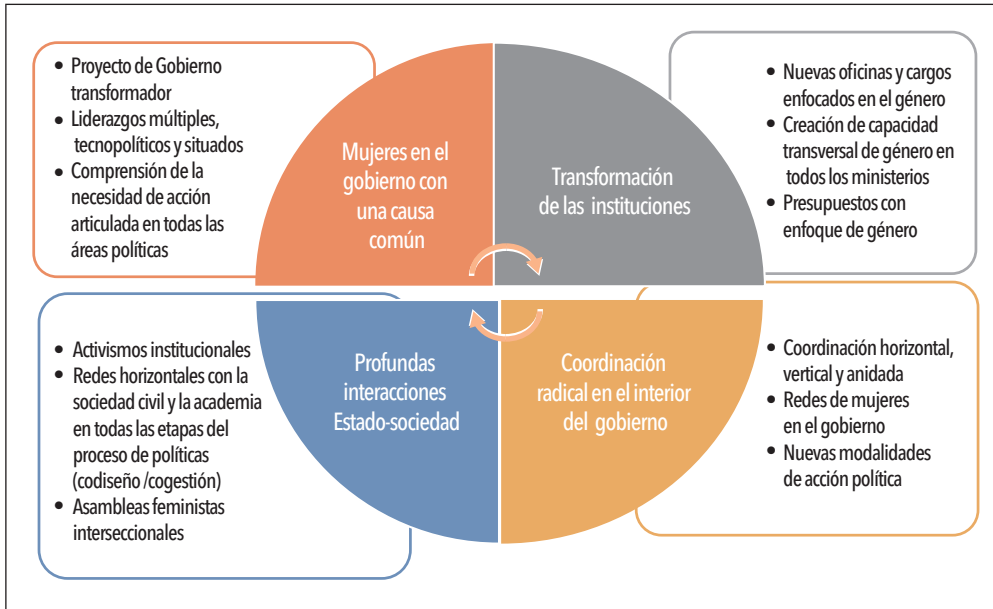 • Proyecto de Gobierno
transformador
• Liderazgos múltiples,
tecnopolíticos y situados
• Comprensión de la
necesidad de acción
articulada en todas las
áreas políticas
Mujeres en el
gobierno con
una causa
común
Transformación
de las instituciones
• Nuevas oficinas y cargos
enfocados en el género
• Creación de capacidad
transversal de género en
todos los ministerios
• Presupuestos con
enfoque de género
• Activismos institucionales
• Redes horizontales con la
sociedad civil y la academia
en todas las etapas del
proceso de políticas
(codiseño /cogestión)
• Asambleas feministas
interseccionales
Profundas
interacciones
Estado-sociedad
Coordinación
radical en el interior
del gobierno
• Coordinación horizontal,
vertical y anidada
• Redes de mujeres
en el gobierno
• Nuevas modalidades
de acción política